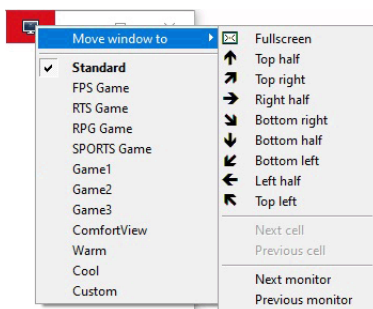 Move window to
Standard
FPS Game
RTS Game
RPG Game
SPORTS Game
Game1
Game2
Game3
ComfortView
Warm
Cool
Custom
Fullscreen
Top half
Top right
Right half
Bottom right
Bottom half
Bottom left
Left half
Top left
Next cell
Previous cell
Next monitor
Previous monitor